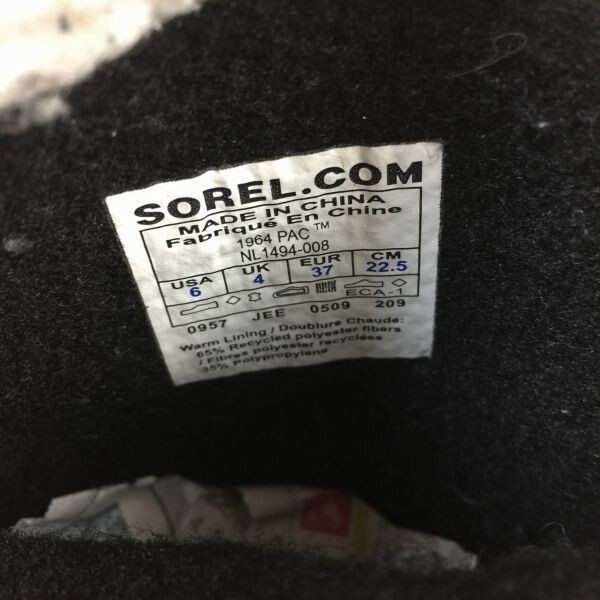 SOREL.COM
MADE IN CHINA
Fabriqué En Chine
1964 PAC™
NL1494-008
USA UK EUR CM
6 4 37 22.5
ECA-1
0957 JEE 0509 209
Warm Lining / Doublure Chaude:
65% Recycled polyester fibers
/ Fibres polyester recyclées
35% Polypropylene